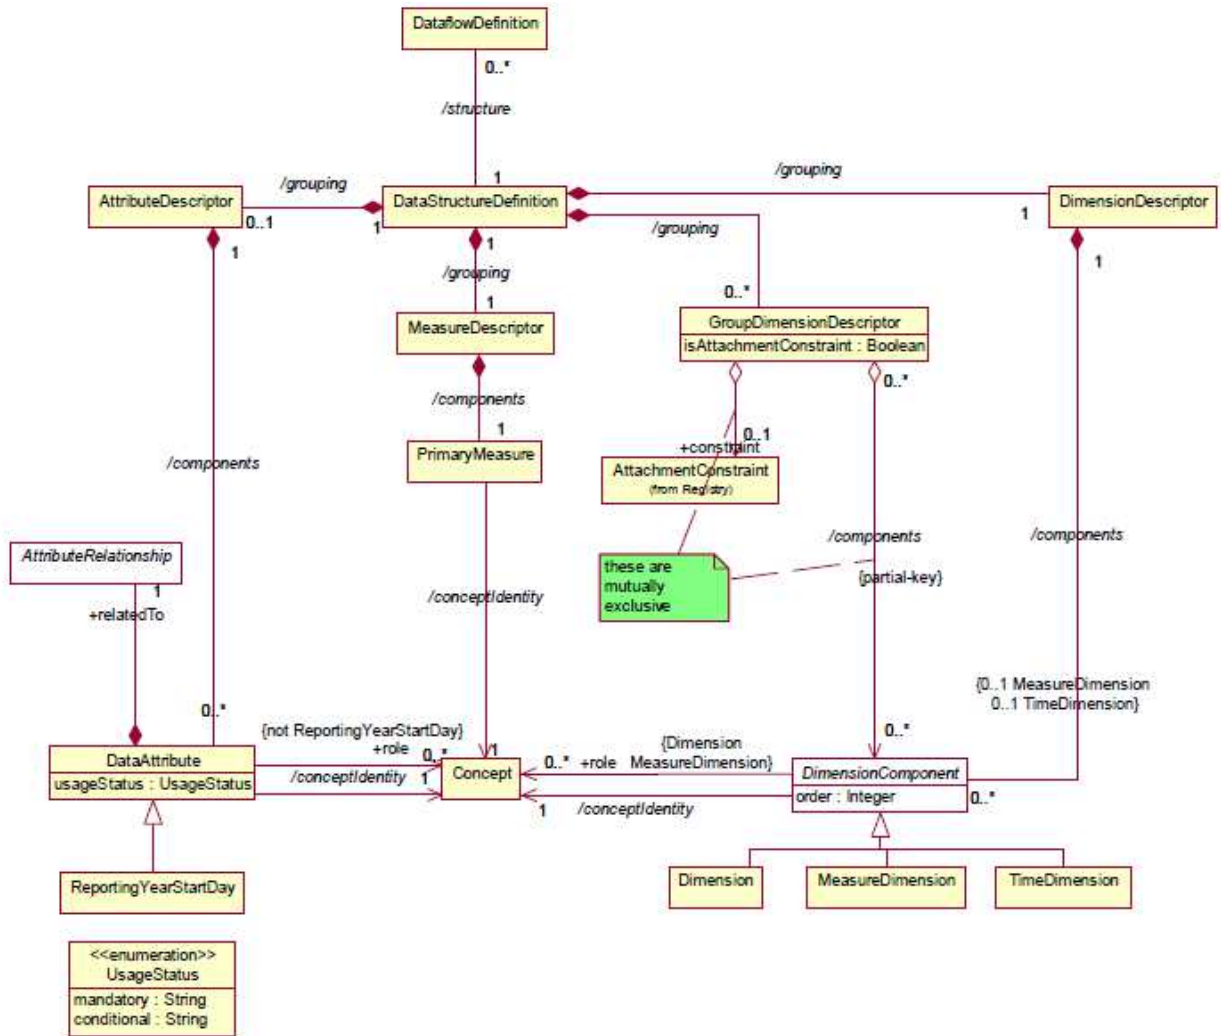 DataflowDefinition
0..*
/structure
1
/grouping
/grouping
AttributeDescriptor
DataStructureDefinition
DimensionDescriptor
0..1
1
1
/grouping
1
1
1
/grouping
0..*
1
MeasureDescriptor
GroupDimensionDescriptor
isAttachmentConstraint : Boolean
0..*
/components
1
0..1
+constraint
PrimaryMeasure
/components
AttachmentConstraint
(from Registry)
/components
/components
AttributeRelationship
these are
mutually
exclusive
{partial-key}
1
+relatedTo
/conceptIdentity
{0..1 MeasureDimension
0..1 TimeDimension}
0..*
{not ReportingYearStartDay}
+role
0..*
1
0..*
{Dimension
MeasureDimension}
0..*
+role
DataAttribute
usageStatus : UsageStatus
/conceptIdentity
1
Concept
1
/conceptIdentity
DimensionComponent
order : Integer
0..*
ReportingYearStartDay
Dimension
MeasureDimension
TimeDimension
<<enumeration>>
UsageStatus
mandatory : String
conditional : String